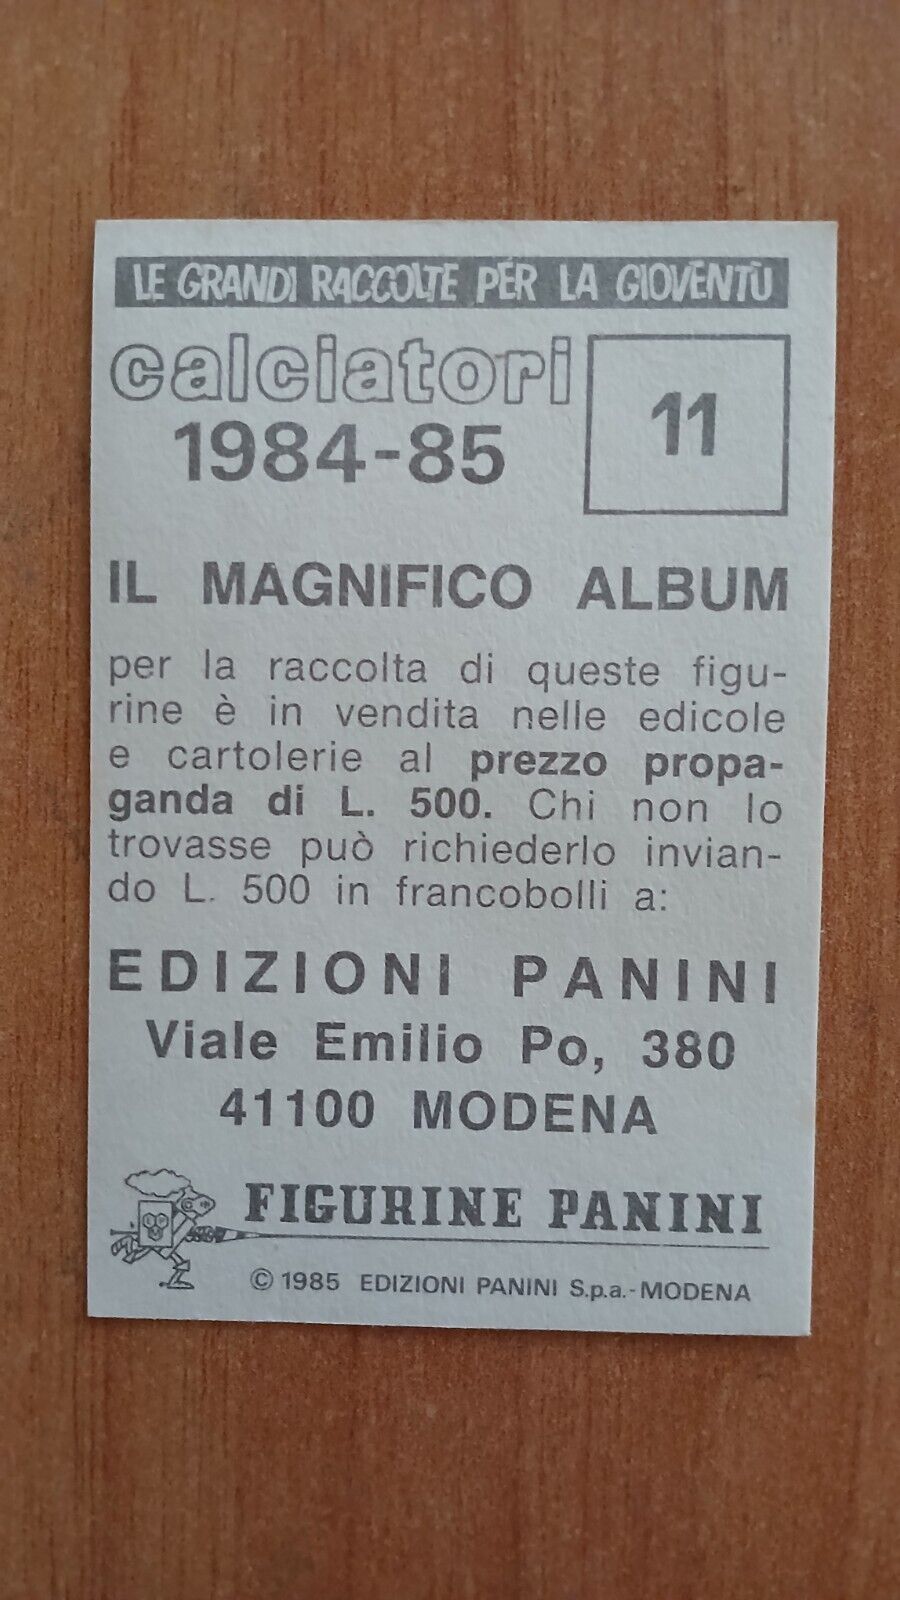 LE GRANDI RACCOLTE PER LA GIOVENTÙ
calciatori
1984-85
11
IL MAGNIFICO ALBUM
per la raccolta di queste figu-
rine è in vendita nelle edicole
e cartolerie al prezzo propa-
ganda di L. 500. Chi non lo
trovasse può richiederlo invian-
do L. 500 in francobolli a:
EDIZIONI PANINI
Viale Emilio Po, 380
41100 MODENA
FIGURINE PANINI
© 1985 EDIZIONI PANINI S.p.a.-MODENA